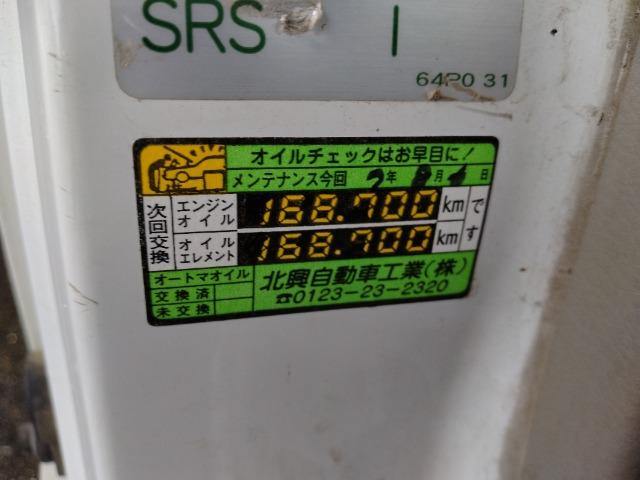 SRS
64P0 31
オイルチェックはお早目に!
メンテナンス今回 2年 8月 日
次回交換
エンジンオイル 168.700 km
オイルエレメント 168.700 km
です
オートマオイル
交換済
未交換
北興自動車工業(株)
☎0123-23-2320